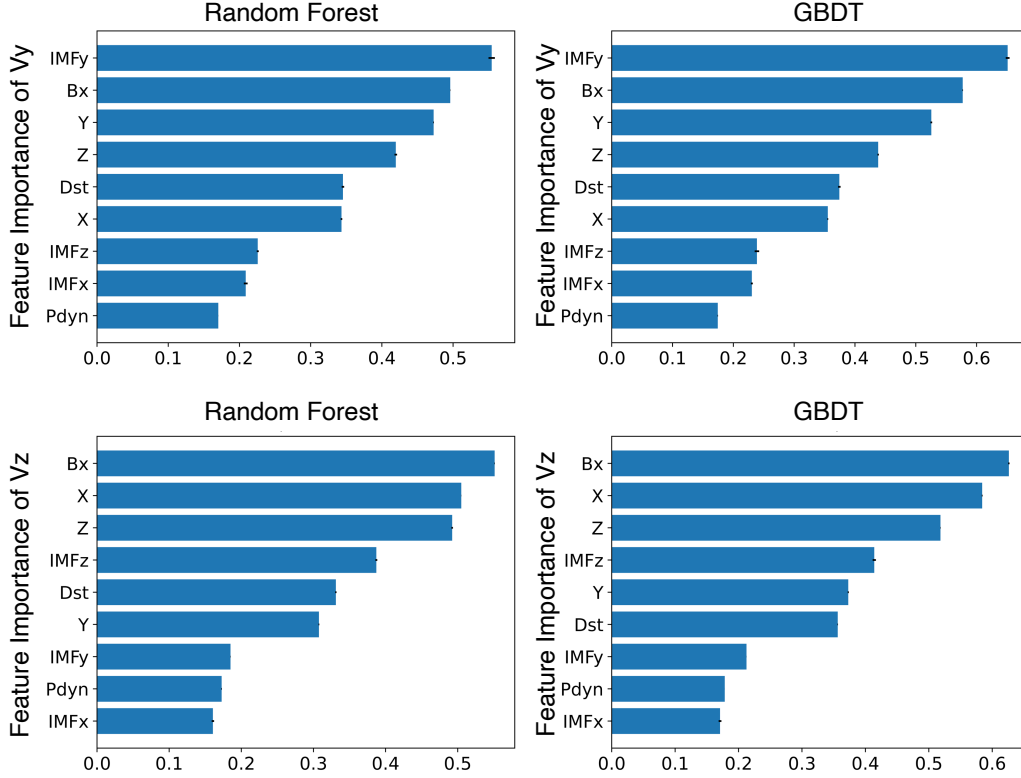 Random Forest
Feature Importance of Vy
IMFy
Bx
Y
Z
Dst
X
IMFz
IMFx
Pdyn
0.0 0.1 0.2 0.3 0.4 0.5
GBDT
Feature Importance of Vy
IMFy
Bx
Y
Z
Dst
X
IMFz
IMFx
Pdyn
0.0 0.1 0.2 0.3 0.4 0.5 0.6
Random Forest
Feature Importance of Vz
Bx
X
Z
IMFz
Dst
Y
IMFy
Pdyn
IMFx
0.0 0.1 0.2 0.3 0.4 0.5
GBDT
Feature Importance of Vz
Bx
X
Z
IMFz
Y
Dst
IMFy
Pdyn
IMFx
0.0 0.1 0.2 0.3 0.4 0.5 0.6